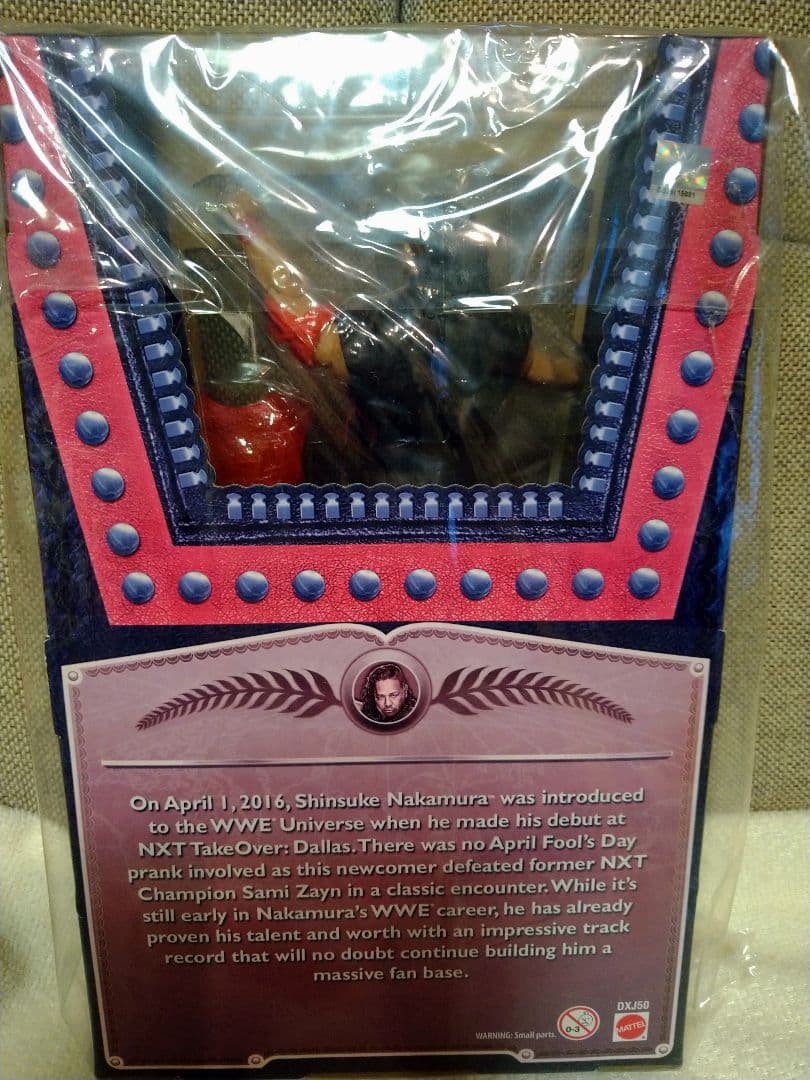 On April 1, 2016, Shinsuke Nakamura™ was introduced
to the WWE™ Universe when he made his debut at
NXT TakeOver: Dallas. There was no April Fool's Day
prank involved as this newcomer defeated former NXT
Champion Sami Zayn in a classic encounter. While it's
still early in Nakamura's WWE™ career, he has already
proven his talent and worth with an impressive track
record that will no doubt continue building him a
massive fan base.
DXJ50
WARNING: Small parts.
0-3
MATTEL